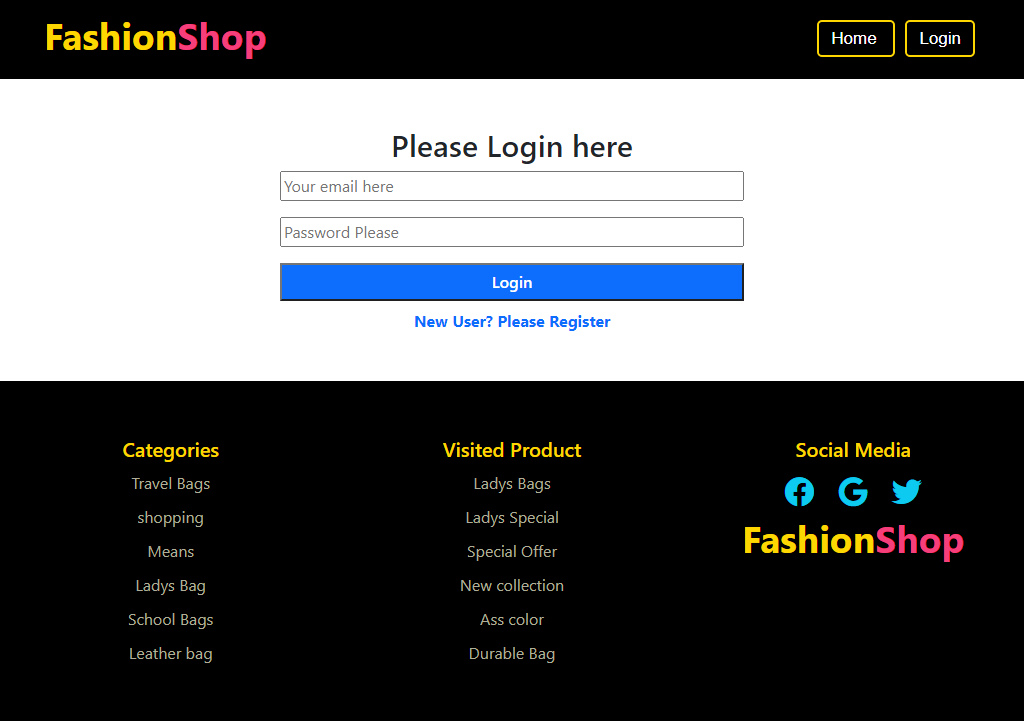 FashionShop
Home
Login
Please Login here
Your email here
Password Please
Login
New User? Please Register
Categories
Travel Bags
shopping
Means
Ladys Bag
School Bags
Leather bag
Visited Product
Ladys Bags
Ladys Special
Special Offer
New collection
Ass color
Durable Bag
Social Media
FashionShop